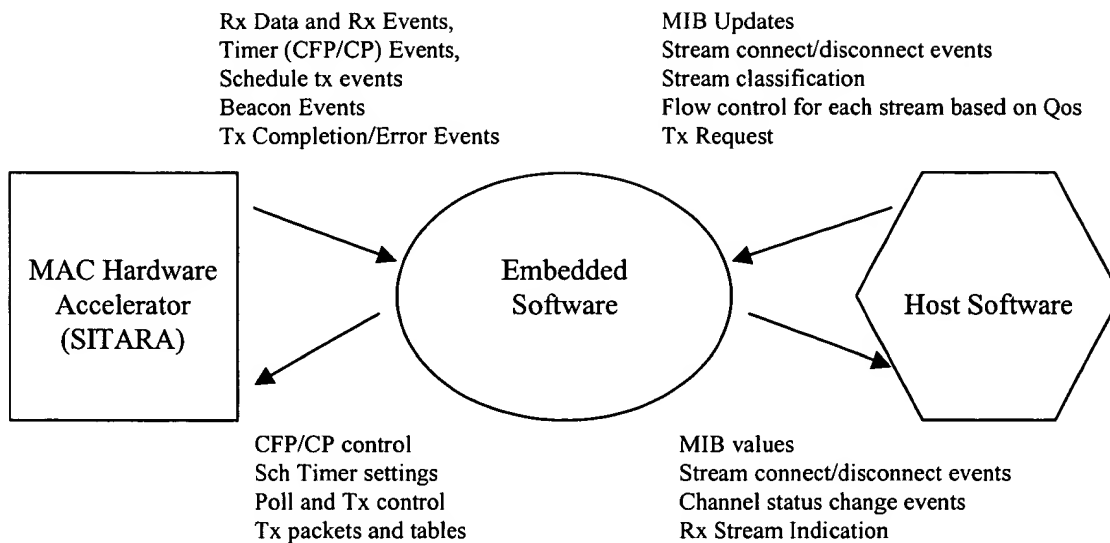 Rx Data and Rx Events,
Timer (CFP/CP) Events,
Schedule tx events
Beacon Events
Tx Completion/Error Events
MIB Updates
Stream connect/disconnect events
Stream classification
Flow control for each stream based on Qos
Tx Request
MAC Hardware
Accelerator
(SITARA)
Embedded
Software
Host Software
CFP/CP control
Sch Timer settings
Poll and Tx control
Tx packets and tables
MIB values
Stream connect/disconnect events
Channel status change events
Rx Stream Indication